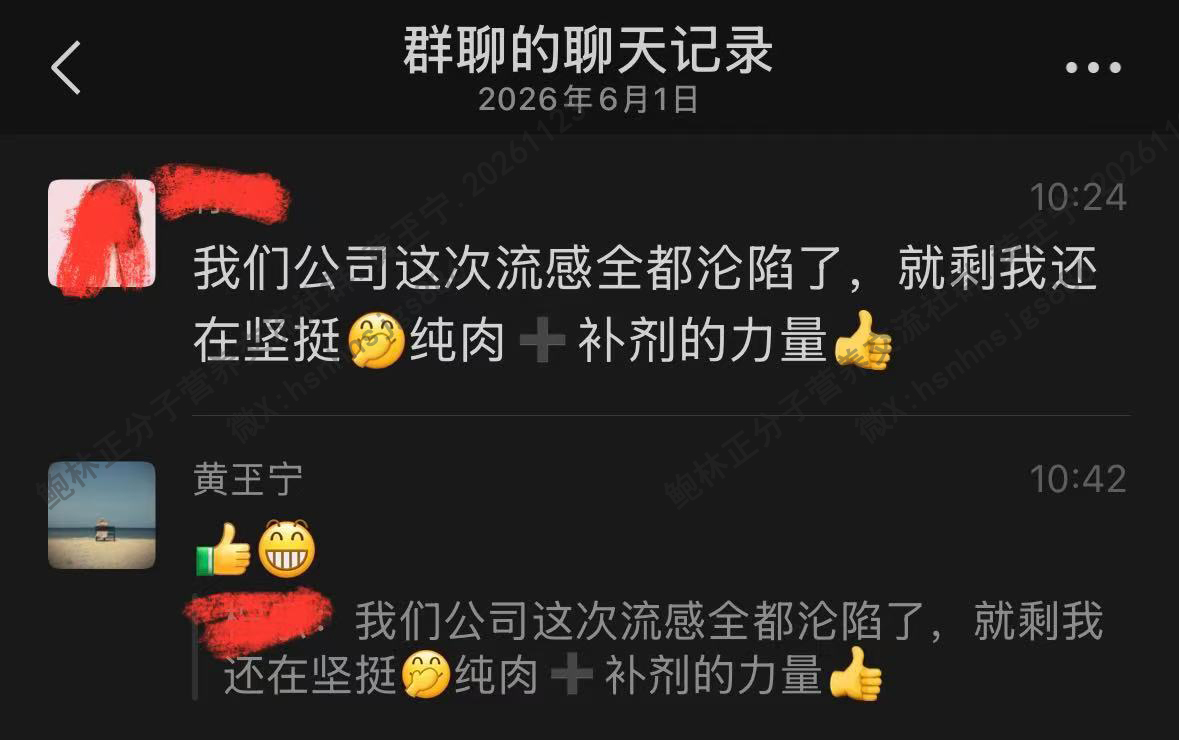 群聊的聊天记录
2026年6月1日
10:24
我们公司这次流感全都沦陷了，就剩我还
在坚挺🤭纯肉➕补剂的力量👍
黄玊宁
10:42
👍😁
我们公司这次流感全都沦陷了，就剩我
还在坚挺🤭纯肉➕补剂的力量👍